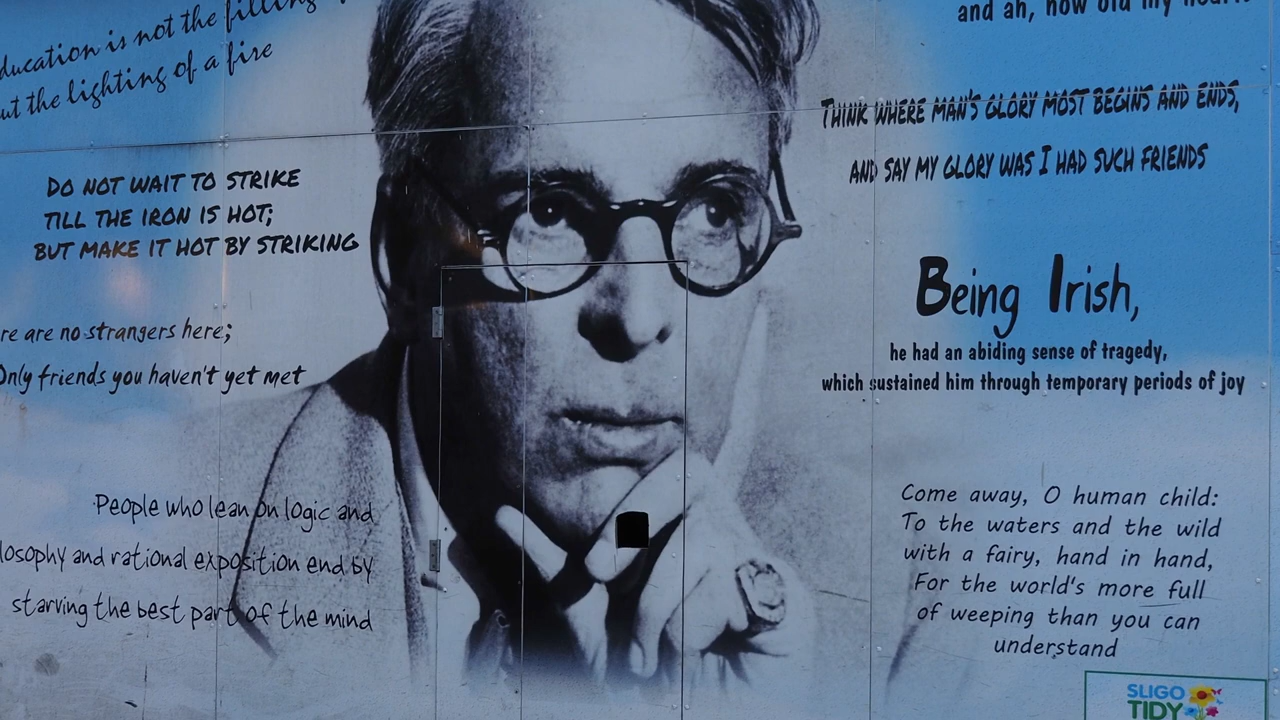 education is not the filling
but the lighting of a fire
DO NOT WAIT TO STRIKE
TILL THE IRON IS HOT;
BUT MAKE IT HOT BY STRIKING
re are no strangers here;
Only friends you haven't yet met
People who lean on logic and
losophy and rational exposition end by
starving the best part of the mind
and ah, how old my heart
THINK WHERE MAN'S GLORY MOST BEGINS AND ENDS,
AND SAY MY GLORY WAS I HAD SUCH FRIENDS
Being Irish,
he had an abiding sense of tragedy,
which sustained him through temporary periods of joy
Come away, O human child:
To the waters and the wild
with a fairy, hand in hand,
For the world's more full
of weeping than you can
understand
SLIGO
TIDY